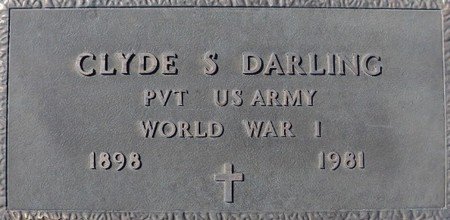 CLYDE S DARLING
PVT US ARMY
WORLD WAR I
1898 1981